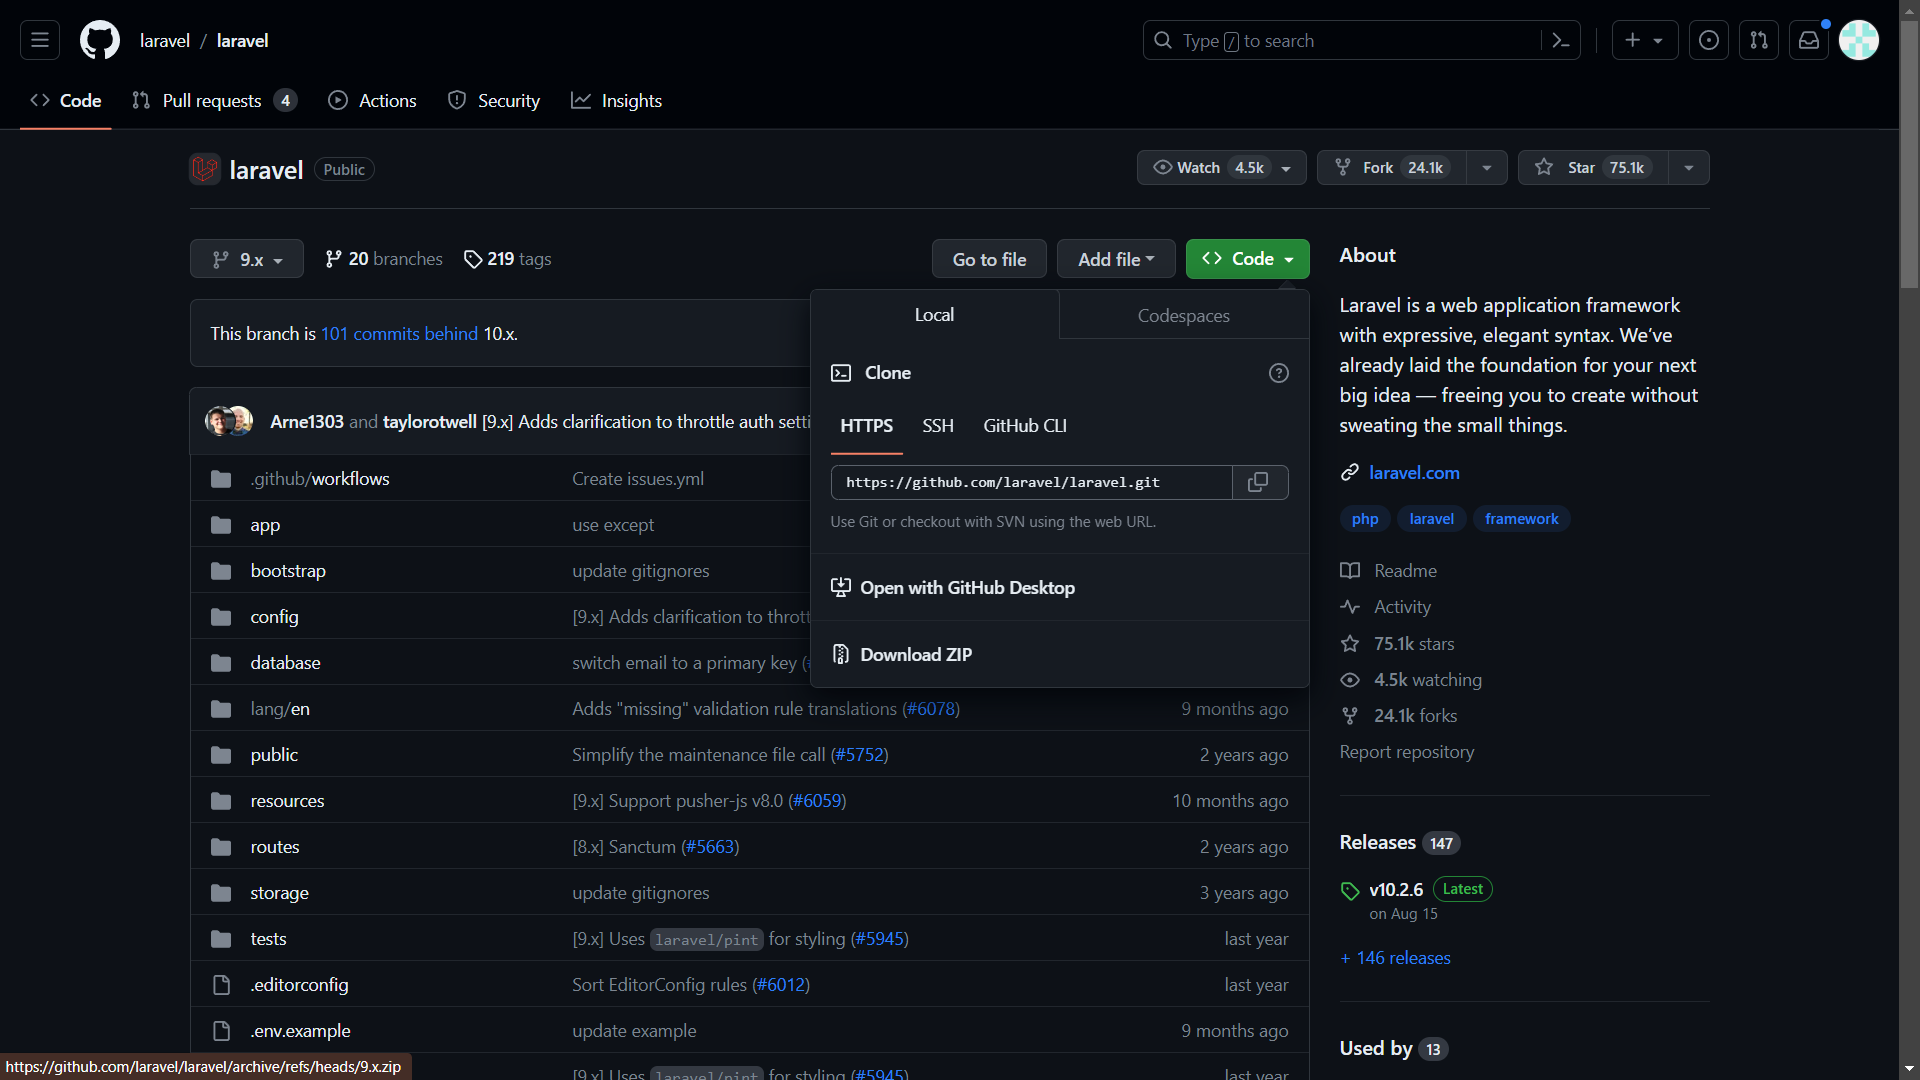 laravel / laravel
Type / to search
Code
Pull requests 4
Actions
Security
Insights
laravel Public
Watch 4.5k
Fork 24.1k
Star 75.1k
9.x
20 branches
219 tags
Go to file
Add file
Code
This branch is 101 commits behind 10.x.
Local
Codespaces
Clone
HTTPS
SSH
GitHub CLI
https://github.com/laravel/laravel.git
Use Git or checkout with SVN using the web URL.
Open with GitHub Desktop
Download ZIP
Arne1303 and taylorotwell [9.x] Adds clarification to throttle auth setti
.github/workflows Create issues.yml
app use except
bootstrap update gitignores
config [9.x] Adds clarification to thrott
database switch email to a primary key (
lang/en Adds "missing" validation rule translations (#6078) 9 months ago
public Simplify the maintenance file call (#5752) 2 years ago
resources [9.x] Support pusher-js v8.0 (#6059) 10 months ago
routes [8.x] Sanctum (#5663) 2 years ago
storage update gitignores 3 years ago
tests [9.x] Uses laravel/pint for styling (#5945) last year
.editorconfig Sort EditorConfig rules (#6012) last year
.env.example update example 9 months ago
[9.x] Uses laravel/pint for styling (#5945) last year
About
Laravel is a web application framework
with expressive, elegant syntax. We've
already laid the foundation for your next
big idea — freeing you to create without
sweating the small things.
laravel.com
php laravel framework
Readme
Activity
75.1k stars
4.5k watching
24.1k forks
Report repository
Releases 147
v10.2.6 Latest
on Aug 15
+ 146 releases
Used by 13
https://github.com/laravel/laravel/archive/refs/heads/9.x.zip